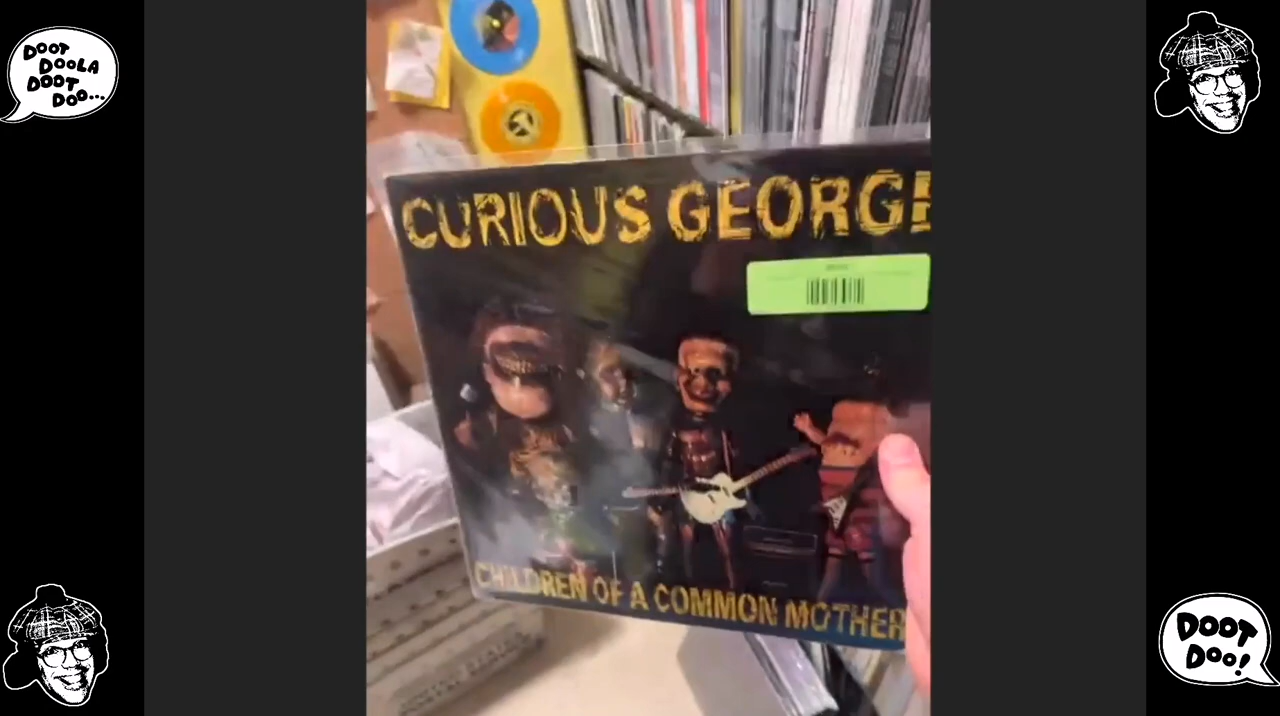 DOOT
DOOLA
DOOT
DOO...
CURIOUS GEORGE
CHILDREN OF A COMMON MOTHER
DOOT
DOO!